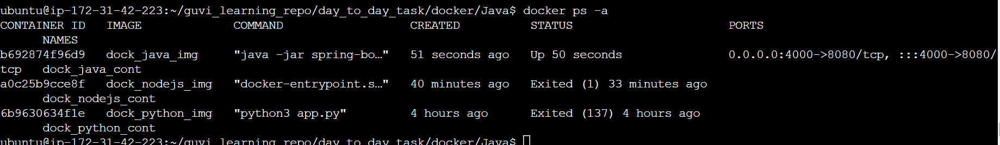 ubuntu@ip-172-31-42-223:~/guvi_learning_repo/day_to_day_task/docker/Java$ docker ps -a
CONTAINER ID   IMAGE             COMMAND                  CREATED          STATUS                      PORTS
      NAMES
b692874f96d9   dock_java_img     "java -jar spring-bo…"   51 seconds ago   Up 50 seconds               0.0.0.0:4000->8080/tcp, :::4000->8080/
tcp   dock_java_cont
a0c25b9cce8f   dock_nodejs_img   "docker-entrypoint.s…"   40 minutes ago   Exited (1) 33 minutes ago
      dock_nodejs_cont
6b9630634f1e   dock_python_img   "python3 app.py"         4 hours ago      Exited (137) 4 hours ago
      dock_python_cont
ubuntu@ip-172-31-42-223:~/guvi_learning_repo/day_to_day_task/docker/Java$